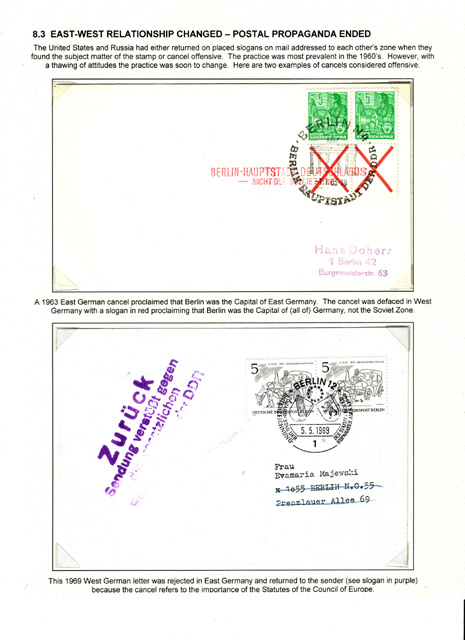 8.3 EAST-WEST RELATIONSHIP CHANGED – POSTAL PROPAGANDA ENDED
The United States and Russia had either returned on placed slogans on mail addressed to each other's zone when they
found the subject matter of the stamp or cancel offensive. The practice was most prevalent in the 1960's. However, with
a thawing of attitudes the practice was soon to change. Here are two examples of cancels considered offensive.
5 5
BERLIN N4
BERLIN-HAUPTSTADT DER DDR
BERLIN-HAUPTSTADT DEUTSCHLANDS
— NICHT DER
Hans Doherr
1 Berlin 42
Burgemeisterstr. 63
A 1963 East German cancel proclaimed that Berlin was the Capital of East Germany. The cancel was defaced in West
Germany with a slogan in red proclaiming that Berlin was the Capital of (all of) Germany, not the Soviet Zone.
Zurück
Sendung verstößt gegen
der DDR
5 5
DEUTSCHE BUNDESPOST BERLIN
BERLIN 12
5.5.1969
1
Frau
Evamaria Majewski
x 1055 BERLIN N.O.55
Prenzlauer Allee 69
This 1969 West German letter was rejected in East Germany and returned to the sender (see slogan in purple)
because the cancel refers to the importance of the Statutes of the Council of Europe.